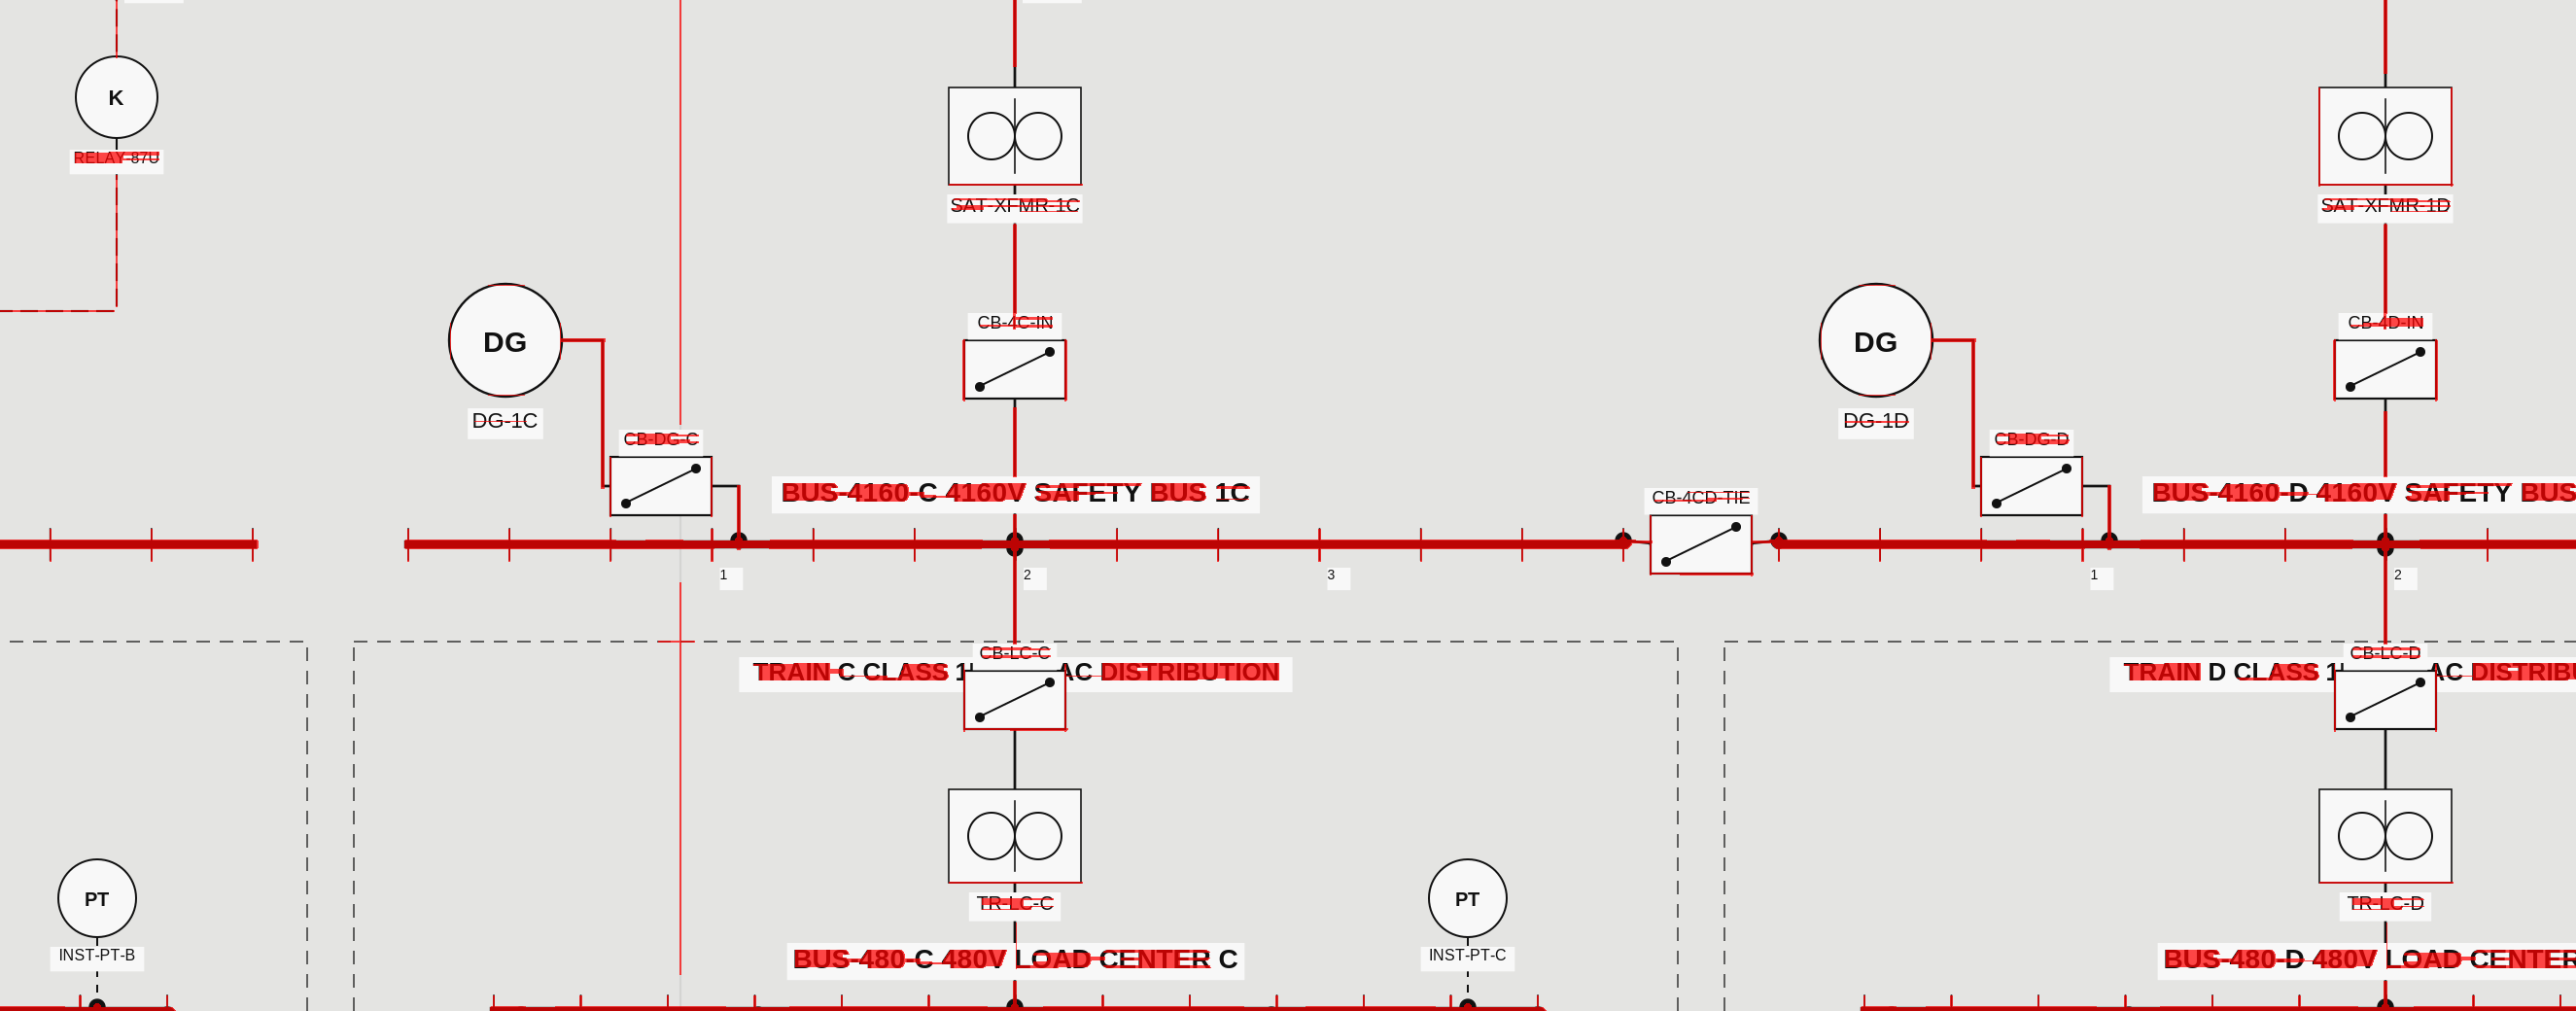 K
RELAY-87U
SAT-XFMR-1C
SAT-XFMR-1D
CB-4C-IN
CB-4D-IN
DG
DG
DG-1C
DG-1D
CB-DG-C
CB-DG-D
BUS-4160-C 4160V SAFETY BUS 1C
CB-4CD-TIE
BUS-4160-D 4160V SAFETY BUS
1
2
3
1
2
CB-LC-C
CB-LC-D
TRAIN C CLASS AC DISTRIBUTION
TRAIN D CLASS AC
PT
PT
TR-LC-C
TR-LC-D
INST-PT-B
INST-PT-C
BUS-480-C 480V LOAD CENTER C
BUS-480-D 480V LOAD CENTER